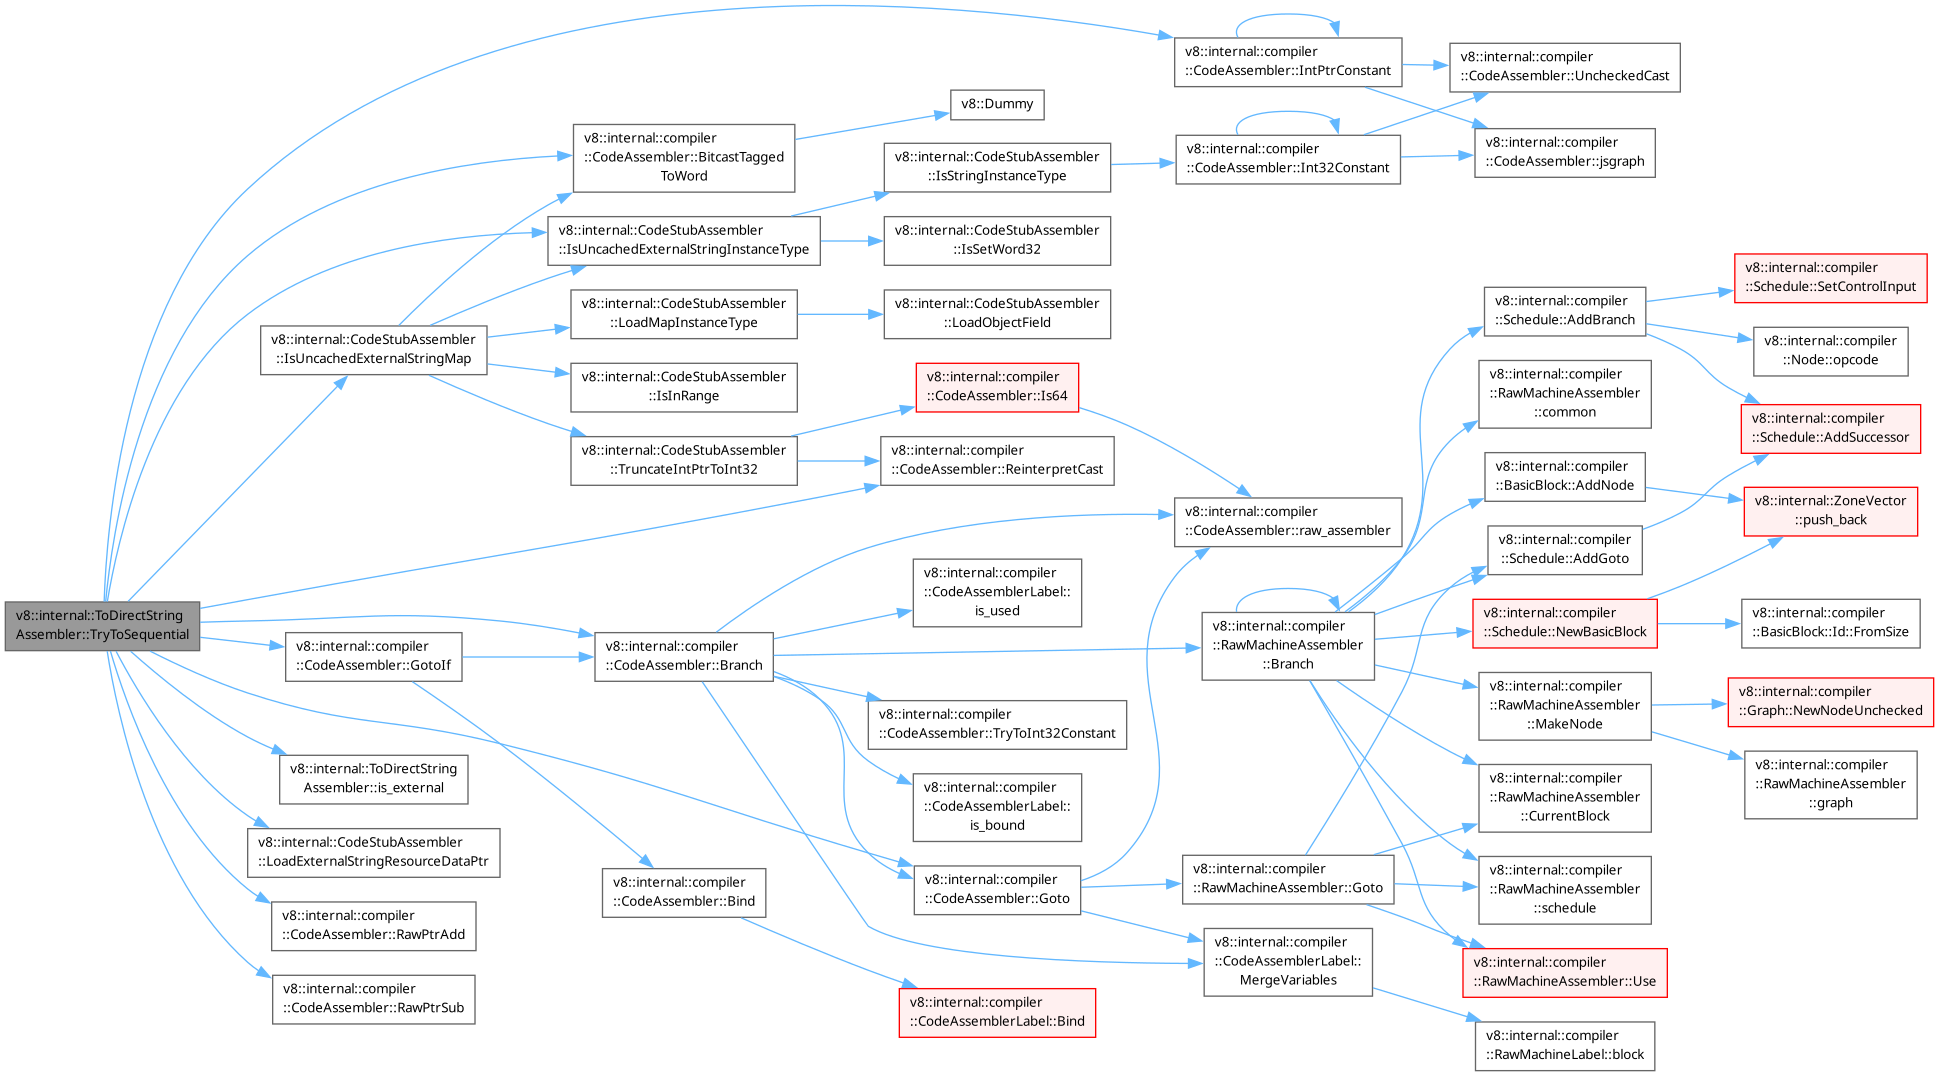 v8::internal::ToDirectString
Assembler::TryToSequential
v8::internal::compiler
::CodeAssembler::IntPtrConstant
v8::internal::compiler
::CodeAssembler::UncheckedCast
v8::internal::compiler
::CodeAssembler::jsgraph
v8::internal::compiler
::CodeAssembler::BitcastTagged
ToWord
v8::Dummy
v8::internal::CodeStubAssembler
::IsUncachedExternalStringInstanceType
v8::internal::CodeStubAssembler
::IsStringInstanceType
v8::internal::compiler
::CodeAssembler::Int32Constant
v8::internal::CodeStubAssembler
::IsSetWord32
v8::internal::CodeStubAssembler
::IsUncachedExternalStringMap
v8::internal::CodeStubAssembler
::LoadMapInstanceType
v8::internal::CodeStubAssembler
::LoadObjectField
v8::internal::CodeStubAssembler
::IsInRange
v8::internal::CodeStubAssembler
::TruncateIntPtrToInt32
v8::internal::compiler
::CodeAssembler::Is64
v8::internal::compiler
::CodeAssembler::ReinterpretCast
v8::internal::compiler
::CodeAssembler::raw_assembler
v8::internal::compiler
::CodeAssembler::GotoIf
v8::internal::compiler
::CodeAssembler::Branch
v8::internal::compiler
::CodeAssemblerLabel::
is_used
v8::internal::compiler
::CodeAssembler::TryToInt32Constant
v8::internal::compiler
::CodeAssemblerLabel::
is_bound
v8::internal::compiler
::CodeAssembler::Goto
v8::internal::compiler
::RawMachineAssembler
::Branch
v8::internal::compiler
::RawMachineAssembler::Goto
v8::internal::compiler
::CodeAssemblerLabel::
MergeVariables
v8::internal::compiler
::Schedule::AddBranch
v8::internal::compiler
::Schedule::SetControlInput
v8::internal::compiler
::Node::opcode
v8::internal::compiler
::Schedule::AddSuccessor
v8::internal::compiler
::RawMachineAssembler
::common
v8::internal::compiler
::BasicBlock::AddNode
v8::internal::ZoneVector
::push_back
v8::internal::compiler
::Schedule::AddGoto
v8::internal::compiler
::Schedule::NewBasicBlock
v8::internal::compiler
::BasicBlock::Id::FromSize
v8::internal::compiler
::RawMachineAssembler
::MakeNode
v8::internal::compiler
::Graph::NewNodeUnchecked
v8::internal::compiler
::RawMachineAssembler
::graph
v8::internal::compiler
::RawMachineAssembler
::CurrentBlock
v8::internal::compiler
::RawMachineAssembler
::schedule
v8::internal::compiler
::RawMachineAssembler::Use
v8::internal::compiler
::RawMachineLabel::block
v8::internal::ToDirectString
Assembler::is_external
v8::internal::CodeStubAssembler
::LoadExternalStringResourceDataPtr
v8::internal::compiler
::CodeAssembler::Bind
v8::internal::compiler
::CodeAssemblerLabel::Bind
v8::internal::compiler
::CodeAssembler::RawPtrAdd
v8::internal::compiler
::CodeAssembler::RawPtrSub